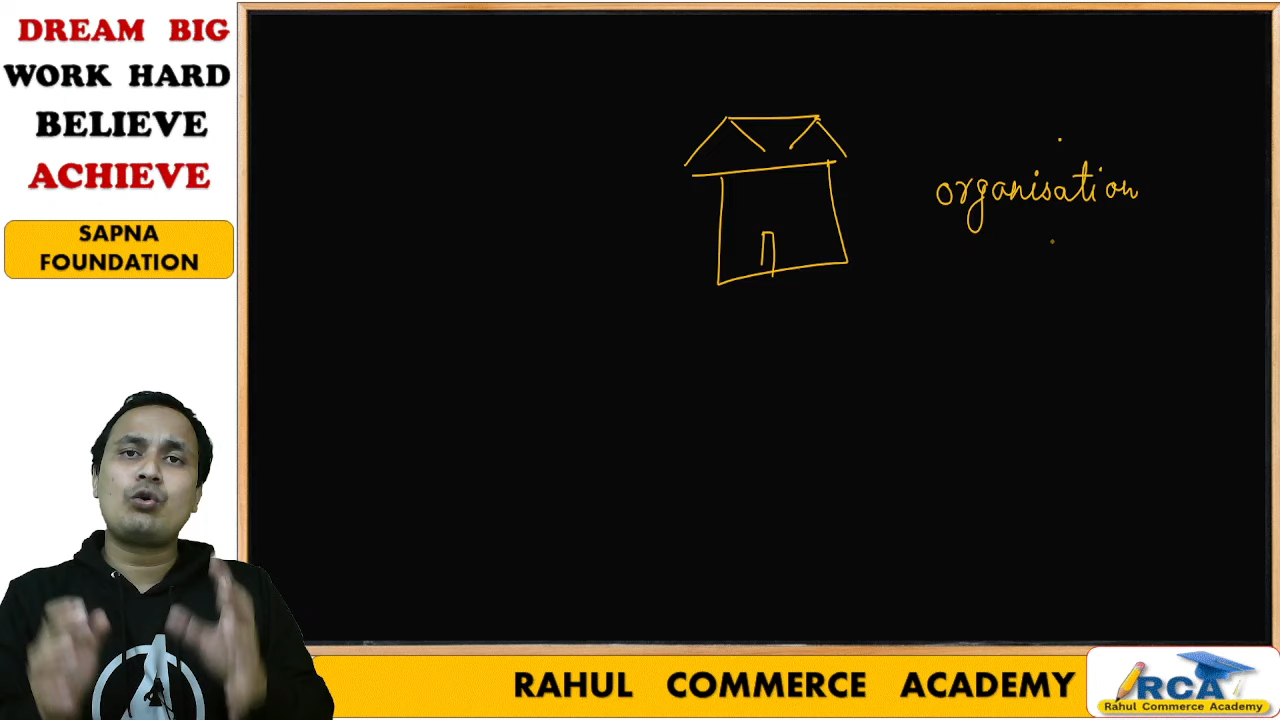 DREAM BIG
WORK HARD
BELIEVE
ACHIEVE
SAPNA
FOUNDATION
organisation
RAHUL COMMERCE ACADEMY
RCA
Rahul Commerce Academy